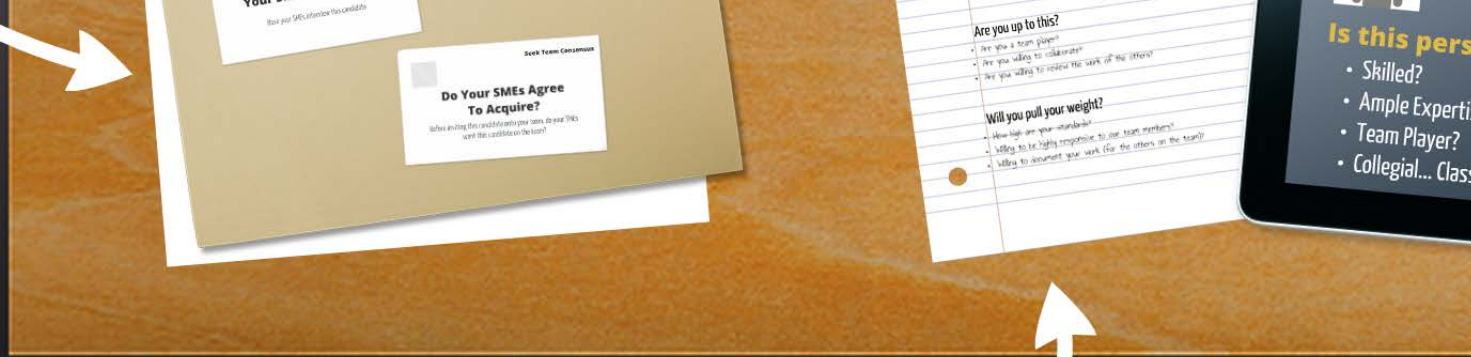 Your
Have your SMEs interview this candidate
Seek Team Consensus
Do Your SMEs Agree
To Acquire?
Before inviting this candidate onto your team, do your SMEs
want this candidate on the team?
Are you up to this?
• Are you a team player?
• Are you willing to collaborate?
• Are you willing to review the work of the others?
Will you pull your weight?
• How high are your standards?
• Willing to be highly responsive to our team members?
• Willing to document your work (for the others on the team)?
Is this pers
• Skilled?
• Ample Experti
• Team Player?
• Collegial... Class